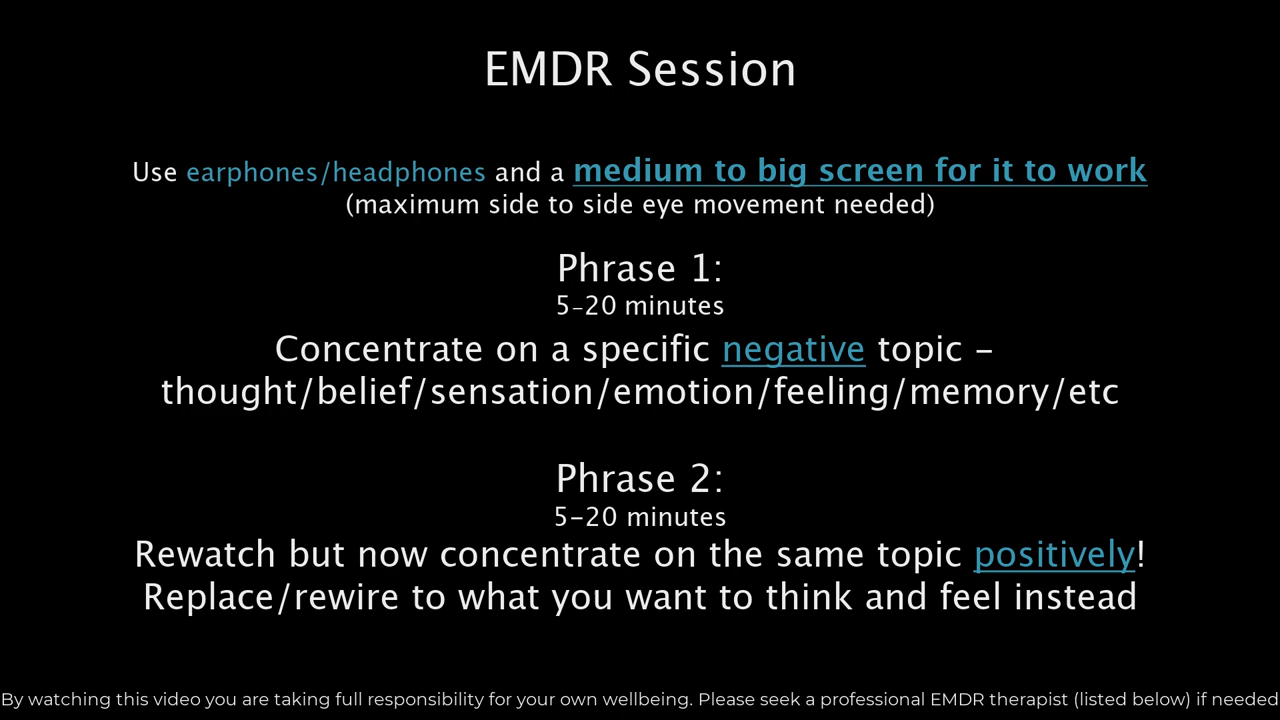 EMDR Session
Use earphones/headphones and a medium to big screen for it to work
(maximum side to side eye movement needed)
Phrase 1:
5-20 minutes
Concentrate on a specific negative topic –
thought/belief/sensation/emotion/feeling/memory/etc
Phrase 2:
5-20 minutes
Rewatch but now concentrate on the same topic positively!
Replace/rewire to what you want to think and feel instead
By watching this video you are taking full responsibility for your own wellbeing. Please seek a professional EMDR therapist (listed below) if needed